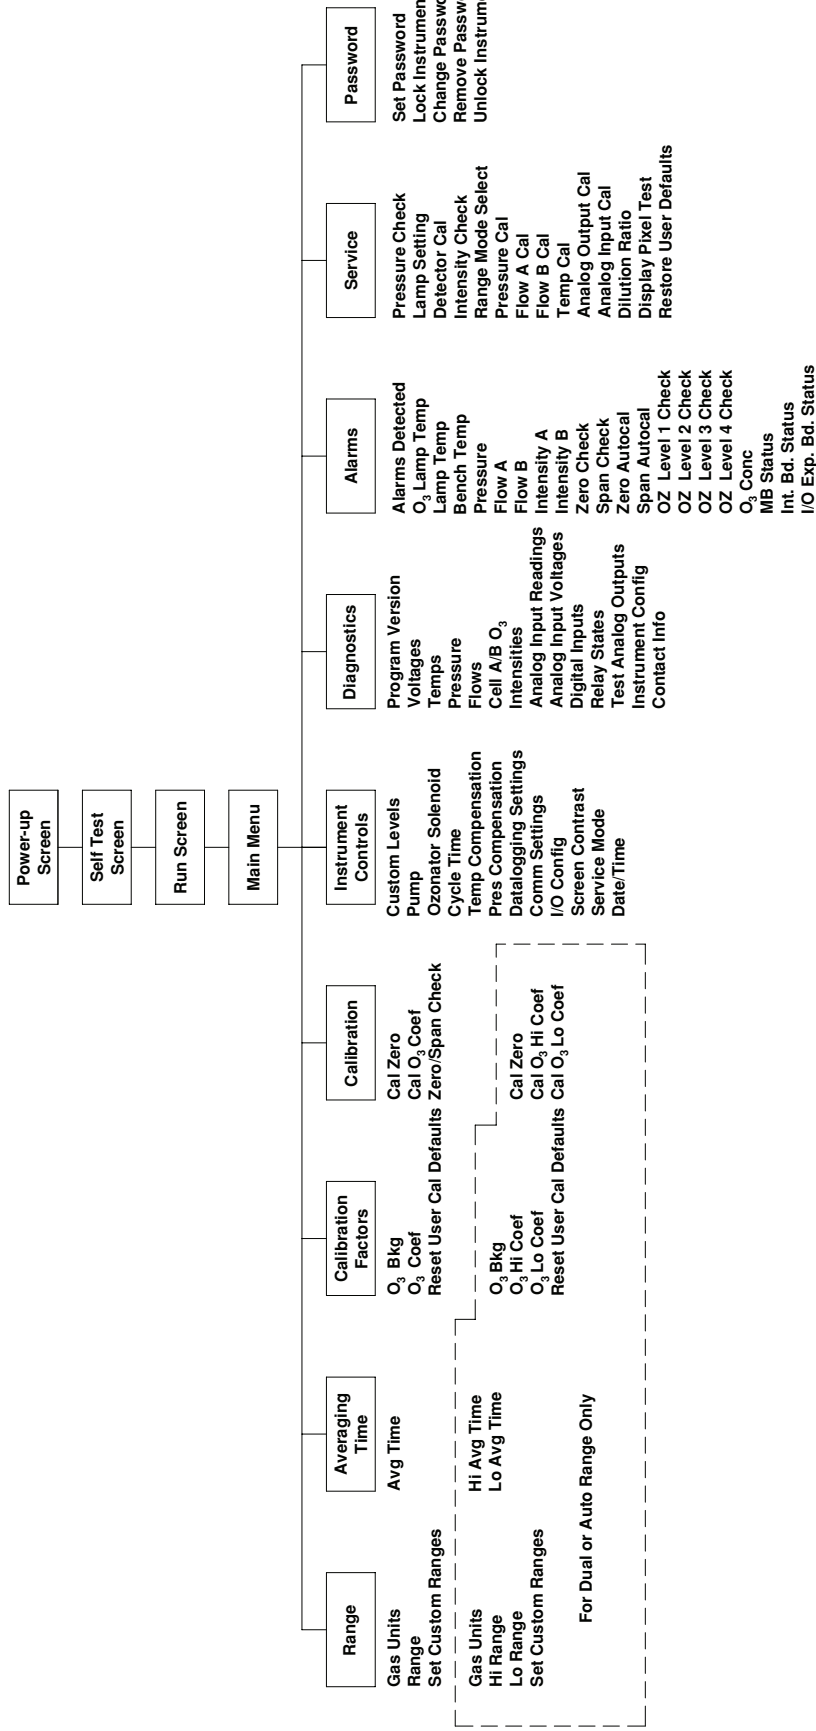 Power-up
Screen
Self Test
Screen
Run Screen
Main Menu
Range
Gas Units
Range
Set Custom Ranges
Gas Units
Hi Range
Lo Range
Set Custom Ranges
Averaging
Time
Avg Time
Hi Avg Time
Lo Avg Time
Calibration
Factors
O3 Bkg
O3 Coef
Reset User Cal Defaults
O3 Bkg
O3 Hi Coef
O3 Lo Coef
Reset User Cal Defaults
Calibration
Cal Zero
Cal O3 Coef
Zero/Span Check
Cal Zero
Cal O3 Hi Coef
Cal O3 Lo Coef
For Dual or Auto Range Only
Instrument
Controls
Custom Levels
Pump
Ozonator Solenoid
Cycle Time
Temp Compensation
Pres Compensation
Datalogging Settings
Comm Settings
I/O Config
Screen Contrast
Service Mode
Date/Time
Diagnostics
Program Version
Voltages
Temps
Pressure
Flows
Cell A/B O3
Intensities
Analog Input Readings
Analog Input Voltages
Digital Inputs
Relay States
Test Analog Outputs
Instrument Config
Contact Info
Alarms
Alarms Detected
O3 Lamp Temp
Lamp Temp
Bench Temp
Pressure
Flow A
Flow B
Intensity A
Intensity B
Zero Check
Span Check
Zero Autocal
Span Autocal
OZ Level 1 Check
OZ Level 2 Check
OZ Level 3 Check
OZ Level 4 Check
O3 Conc
MB Status
Int. Bd. Status
I/O Exp. Bd. Status
Service
Pressure Check
Lamp Setting
Detector Cal
Intensity Check
Range Mode Select
Pressure Cal
Flow A Cal
Flow B Cal
Temp Cal
Analog Output Cal
Analog Input Cal
Dilution Ratio
Display Pixel Test
Restore User Defaults
Password
Set Password
Lock Instrumen
Change Passwo
Remove Passwo
Unlock Instrume